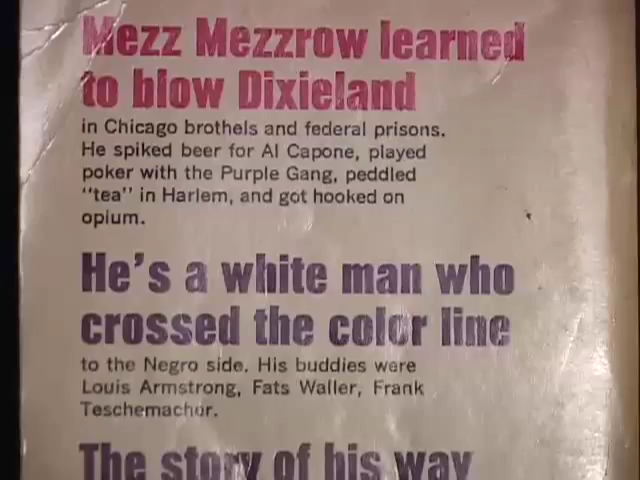 Mezz Mezzrow learned
to blow Dixieland
in Chicago brothels and federal prisons.
He spiked beer for Al Capone, played
poker with the Purple Gang, peddled
"tea" in Harlem, and got hooked on
opium.
He's a white man who
crossed the color line
to the Negro side. His buddies were
Louis Armstrong, Fats Waller, Frank
Teschemachor.
The story of his way